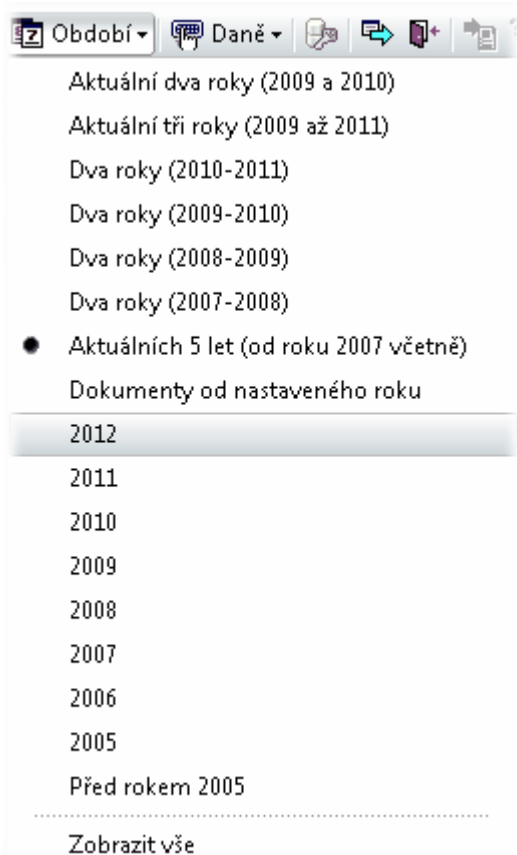 Období Daně
Aktuální dva roky (2009 a 2010)
Aktuální tři roky (2009 až 2011)
Dva roky (2010-2011)
Dva roky (2009-2010)
Dva roky (2008-2009)
Dva roky (2007-2008)
Aktuálních 5 let (od roku 2007 včetně)
Dokumenty od nastaveného roku
2012
2011
2010
2009
2008
2007
2006
2005
Před rokem 2005
Zobrazit vše